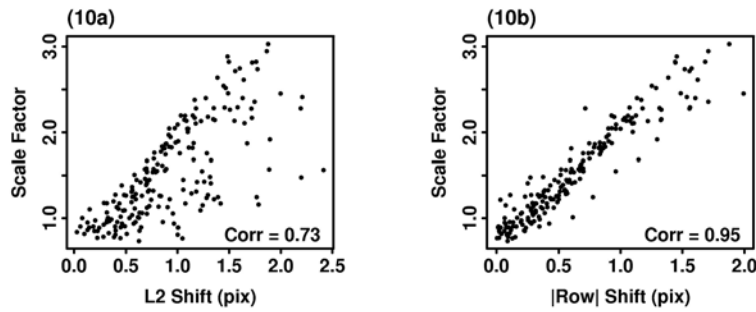 (10a)
3.0
2.0
1.0
Scale Factor
Corr = 0.73
0.0 0.5 1.0 1.5 2.0 2.5
L2 Shift (pix)
(10b)
3.0
2.0
1.0
Scale Factor
Corr = 0.95
0.0 0.5 1.0 1.5 2.0
|Row| Shift (pix)